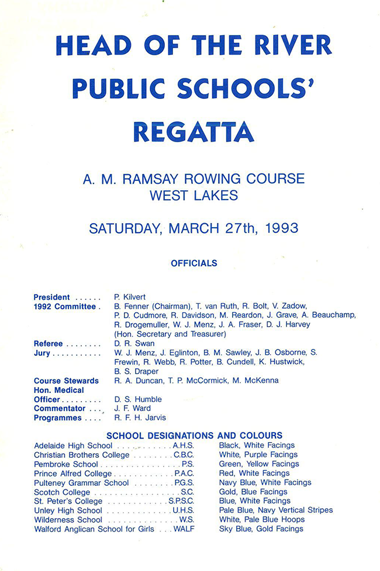 HEAD OF THE RIVER
PUBLIC SCHOOLS'
REGATTA
A. M. RAMSAY ROWING COURSE
WEST LAKES
SATURDAY, MARCH 27th, 1993
OFFICIALS
President ...... P. Kilvert
1992 Committee . B. Fenner (Chairman), T. van Ruth, R. Bolt, V. Zadow,
P. D. Cudmore, R. Davidson, M. Reardon, J. Grave, A. Beauchamp,
R. Drogemuller, W. J. Menz, J. A. Fraser, D. J. Harvey
(Hon. Secretary and Treasurer)
Referee ........ D. R. Swan
Jury ........... W. J. Menz, J. Eglinton, B. M. Sawley, J. B. Osborne, S.
Frewin, R. Webb, R. Potter, B. Cundell, K. Hustwick,
B. S. Draper
Course Stewards R. A. Duncan, T. P. McCormick, M. McKenna
Hon. Medical
Officer ......... D. S. Humble
Commentator ... J. F. Ward
Programmes .... R. F. H. Jarvis
SCHOOL DESIGNATIONS AND COLOURS
Adelaide High School ............ A.H.S. Black, White Facings
Christian Brothers College ........ C.B.C. White, Purple Facings
Pembroke School ................ P.S. Green, Yellow Facings
Prince Alfred College ............ P.A.C. Red, White Facings
Pulteney Grammar School ........ P.G.S. Navy Blue, White Facings
Scotch College .................. S.C. Gold, Blue Facings
St. Peter's College ............ S.P.S.C. Blue, White Facings
Unley High School .............. U.H.S. Pale Blue, Navy Vertical Stripes
Wilderness School .............. W.S. White, Pale Blue Hoops
Walford Anglican School for Girls ... WALF Sky Blue, Gold Facings